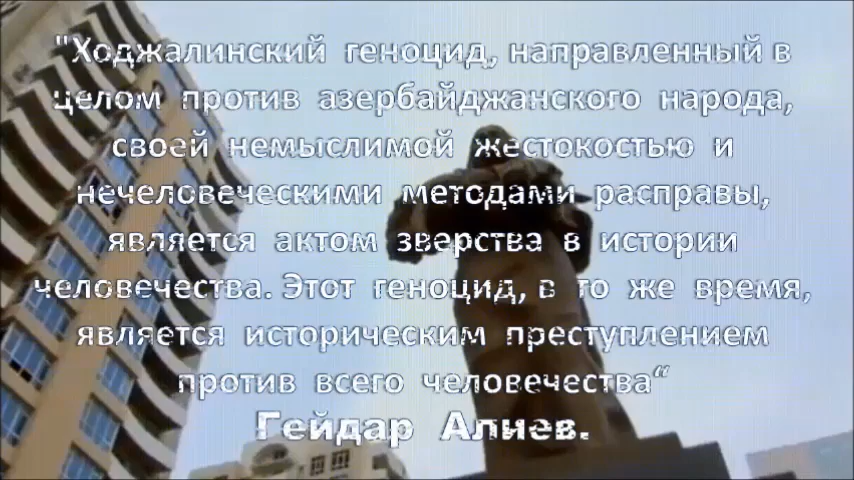 "Ходжалинский геноцид, направленный в
целом против азербайджанского народа,
своей немыслимой жестокостью и
нечеловеческими методами расправы,
является актом зверства в истории
человечества. Этот геноцид, в то же время,
является историческим преступлением
против всего человечества“
Гейдар Алиев.